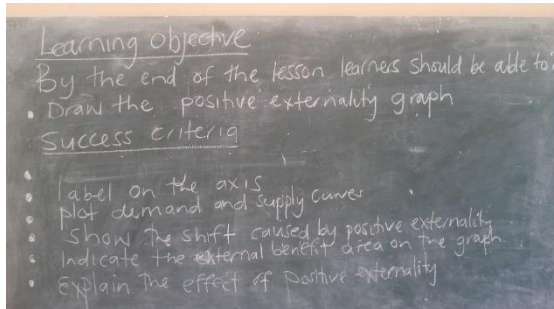 Learning Objective
By the end of the lesson learners should be able to:
• Draw the positive externality graph
Success criteria
• label on the axis
• plot demand and supply curves
• Show the shift caused by positive externality
• Indicate the external benefit area on the graph
• Explain the effect of Positive externality